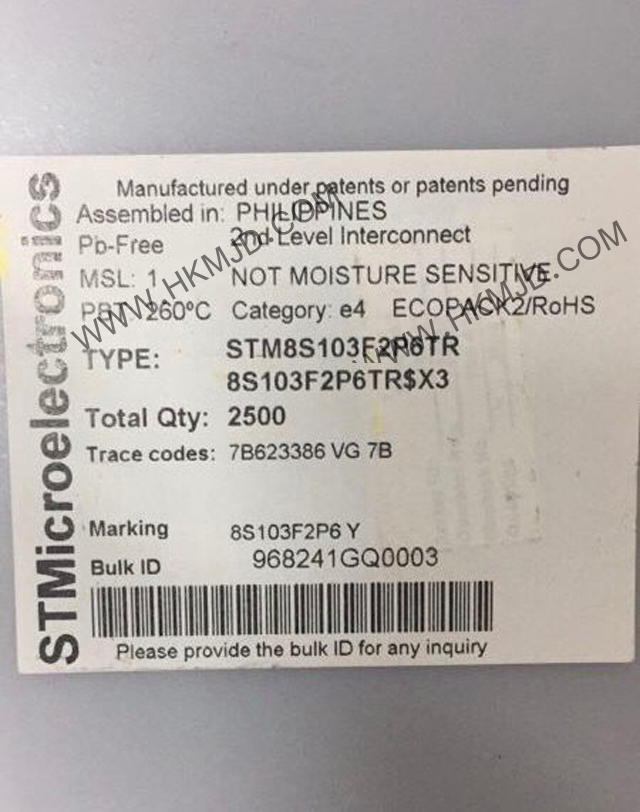 STMicroelectronics
Manufactured under patents or patents pending
Assembled in: PHILIPPINES
Pb-Free 2nd Level Interconnect
MSL: 1 NOT MOISTURE SENSITIVE
PBT: 260ºC Category: e4 ECOPACK2/RoHS
TYPE: STM8S103F2P6TR
8S103F2P6TR$X3
Total Qty: 2500
Trace codes: 7B623386 VG 7B
Marking 8S103F2P6 Y
Bulk ID 968241GQ0003
Please provide the bulk ID for any inquiry
WWW.HKMJD.COM
WWW.HKMJD.COM